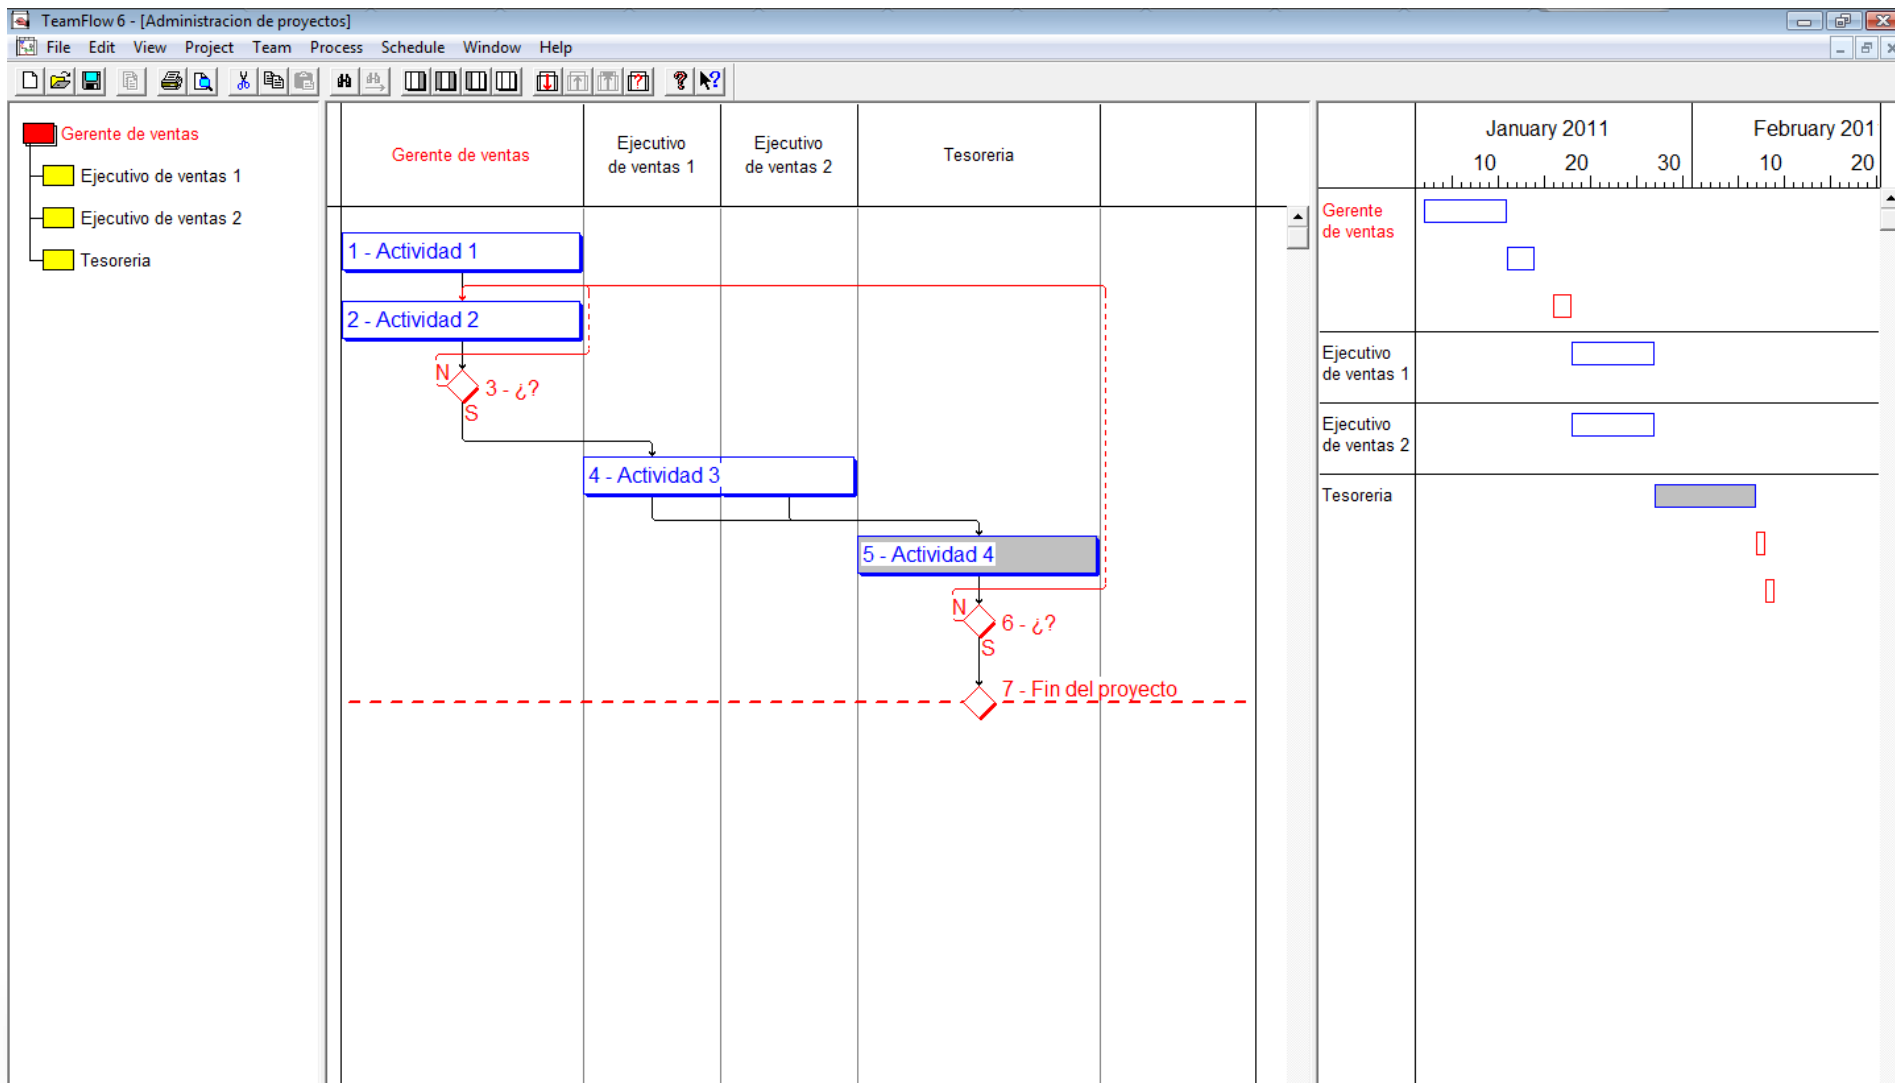 TeamFlow 6 - [Administracion de proyectos]
File Edit View Project Team Process Schedule Window Help
Gerente de ventas
Ejecutivo de ventas 1
Ejecutivo de ventas 2
Tesoreria
Gerente de ventas
Ejecutivo
de ventas 1
Ejecutivo
de ventas 2
Tesoreria
1 - Actividad 1
2 - Actividad 2
N
3 - ¿?
S
4 - Actividad 3
5 - Actividad 4
N
6 - ¿?
S
7 - Fin del proyecto
January 2011
February 201
10 20 30 10 20
Gerente
de ventas
Ejecutivo
de ventas 1
Ejecutivo
de ventas 2
Tesoreria